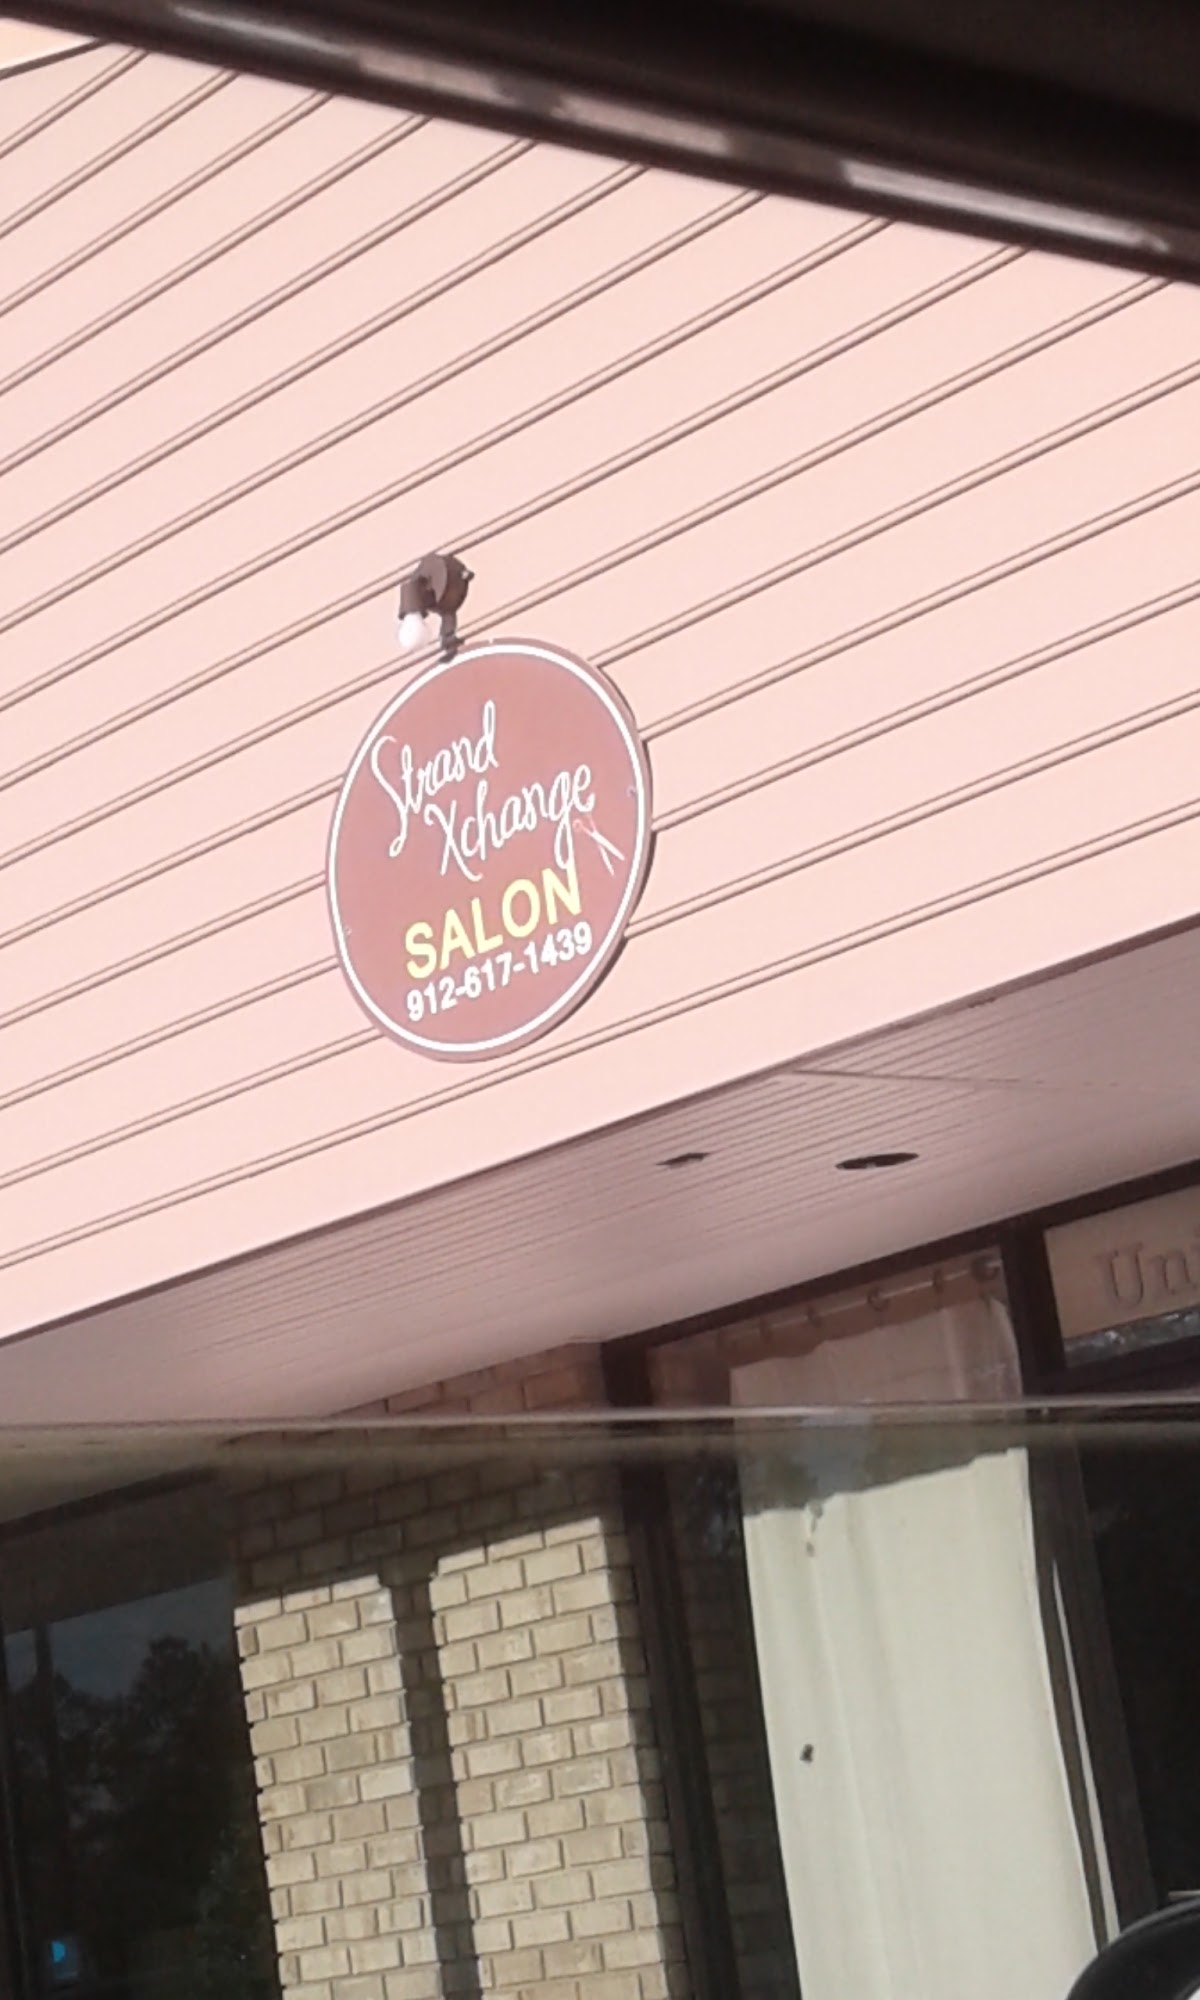 Strand
Xchange
SALON
912-617-1439